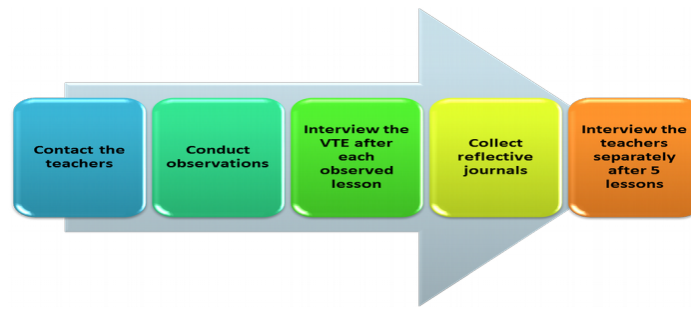 Contact the
teachers
Conduct
observations
Interview the
VTE after
each
observed
lesson
Collect
reflective
journals
Interview the
teachers
separately
after 5
lessons